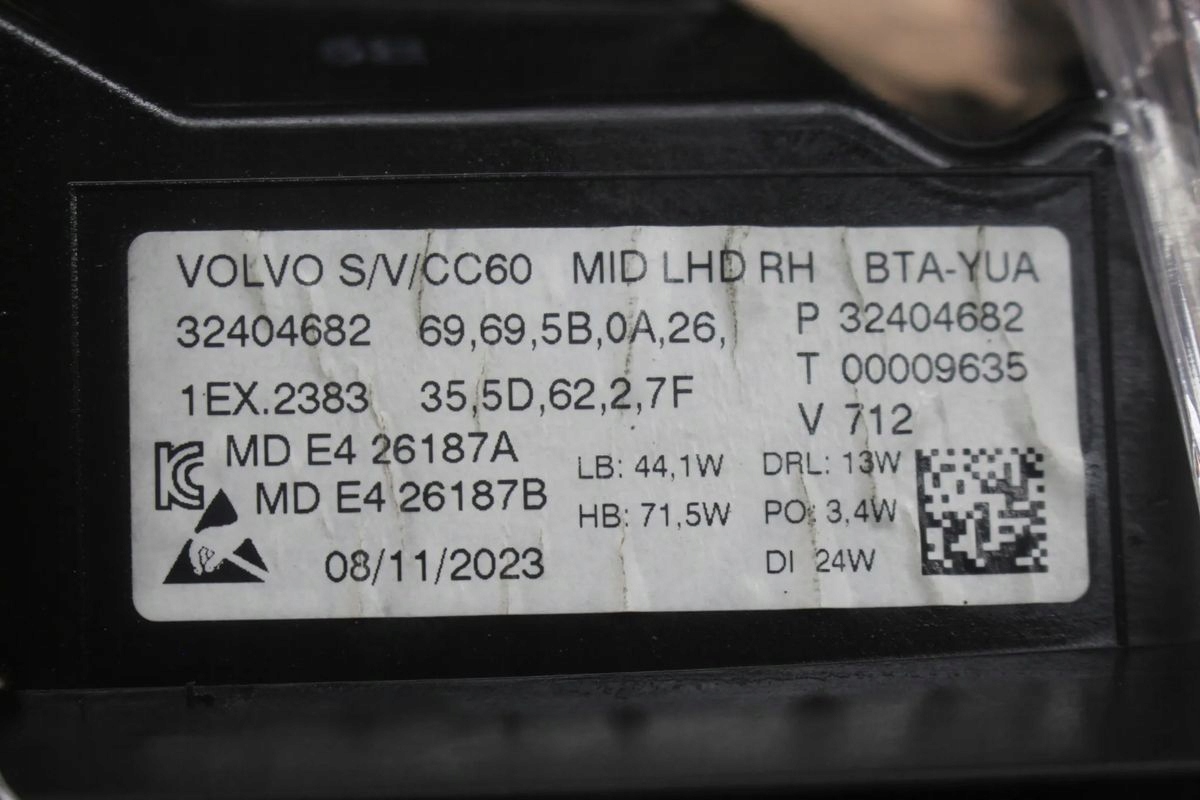 VOLVO S/V/CC60 MID LHD RH BTA-YUA
32404682 69,69,5B,0A,26, P 32404682
T 00009635
1EX.2383 35,5D,62,2,7F
V 712
MD E4 26187A
LB: 44,1W DRL: 13W
MD E4 26187B
HB: 71,5W PO: 3,4W
08/11/2023
DI 24W